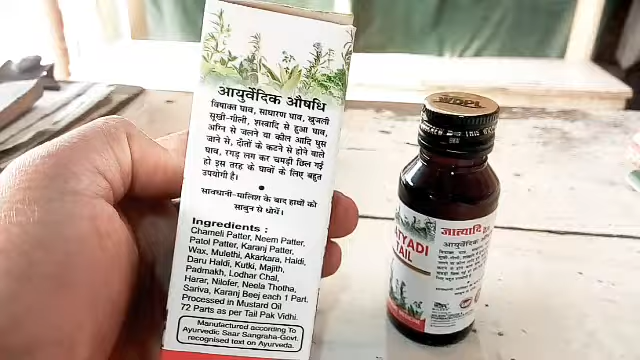 आयुर्वेदिक औषधि
विषाक्त घाव, साधारण घाव, खुजली
सूखी-गीली, शस्त्रादि से हुआ घाव,
अग्नि से जलने या कील आदि घुस
जाने से, दाँतों के कटने से होने वाले
घाव, रगड़ लग कर चमड़ी छिल गई
हो इस तरह के घावों के लिए बहुत
उपयोगी है।
सावधानी-मालिश के बाद हाथों को
साबुन से धोयें।
Ingredients :
Chameli Patter, Neem Patter,
Patol Patter, Karanj Patter,
Wax, Mulethi, Akarkara, Haldi,
Daru Haldi, Kutki, Majith,
Padmakh, Lodhar Chal,
Harar, Nilofer, Neela Thotha,
Sariva, Karanj Beej each 1 Part.
Processed in Mustard Oil
72 Parts as per Tail Pak Vidhi.
Manufactured according To
Ayurvedic Saar Sangraha-Govt.
recognised text on Ayurveda.
जात्यादि
YADI
TAIL
आयुर्वेदिक